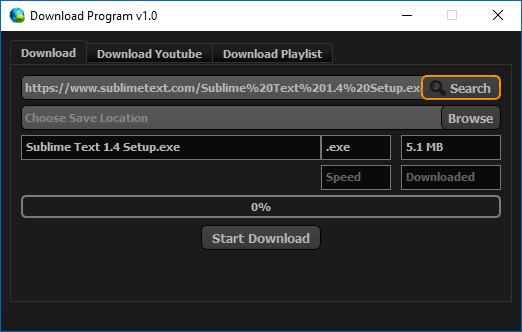 Download Program v1.0
Download
Download Youtube
Download Playlist
https://www.sublimetext.com/Sublime%20Text%201.4%20Setup.exe
Search
Choose Save Location
Browse
Sublime Text 1.4 Setup.exe
.exe
5.1 MB
Speed
Downloaded
0%
Start Download